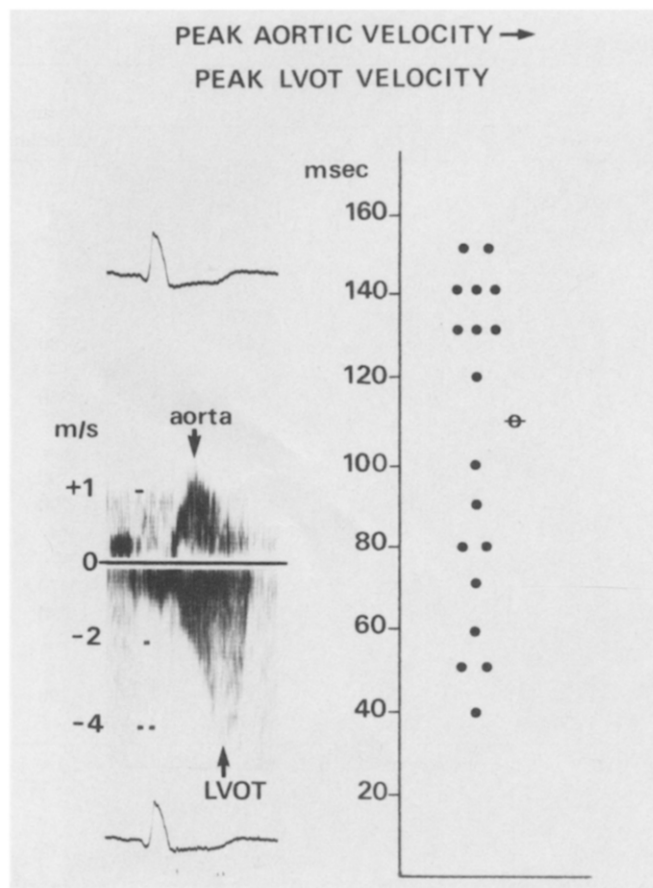 PEAK AORTIC VELOCITY→
PEAK LVOT VELOCITY
msec
160
140
120
100
80
60
40
20
aorta
m/s
+1
0
-2
-4
LVOT